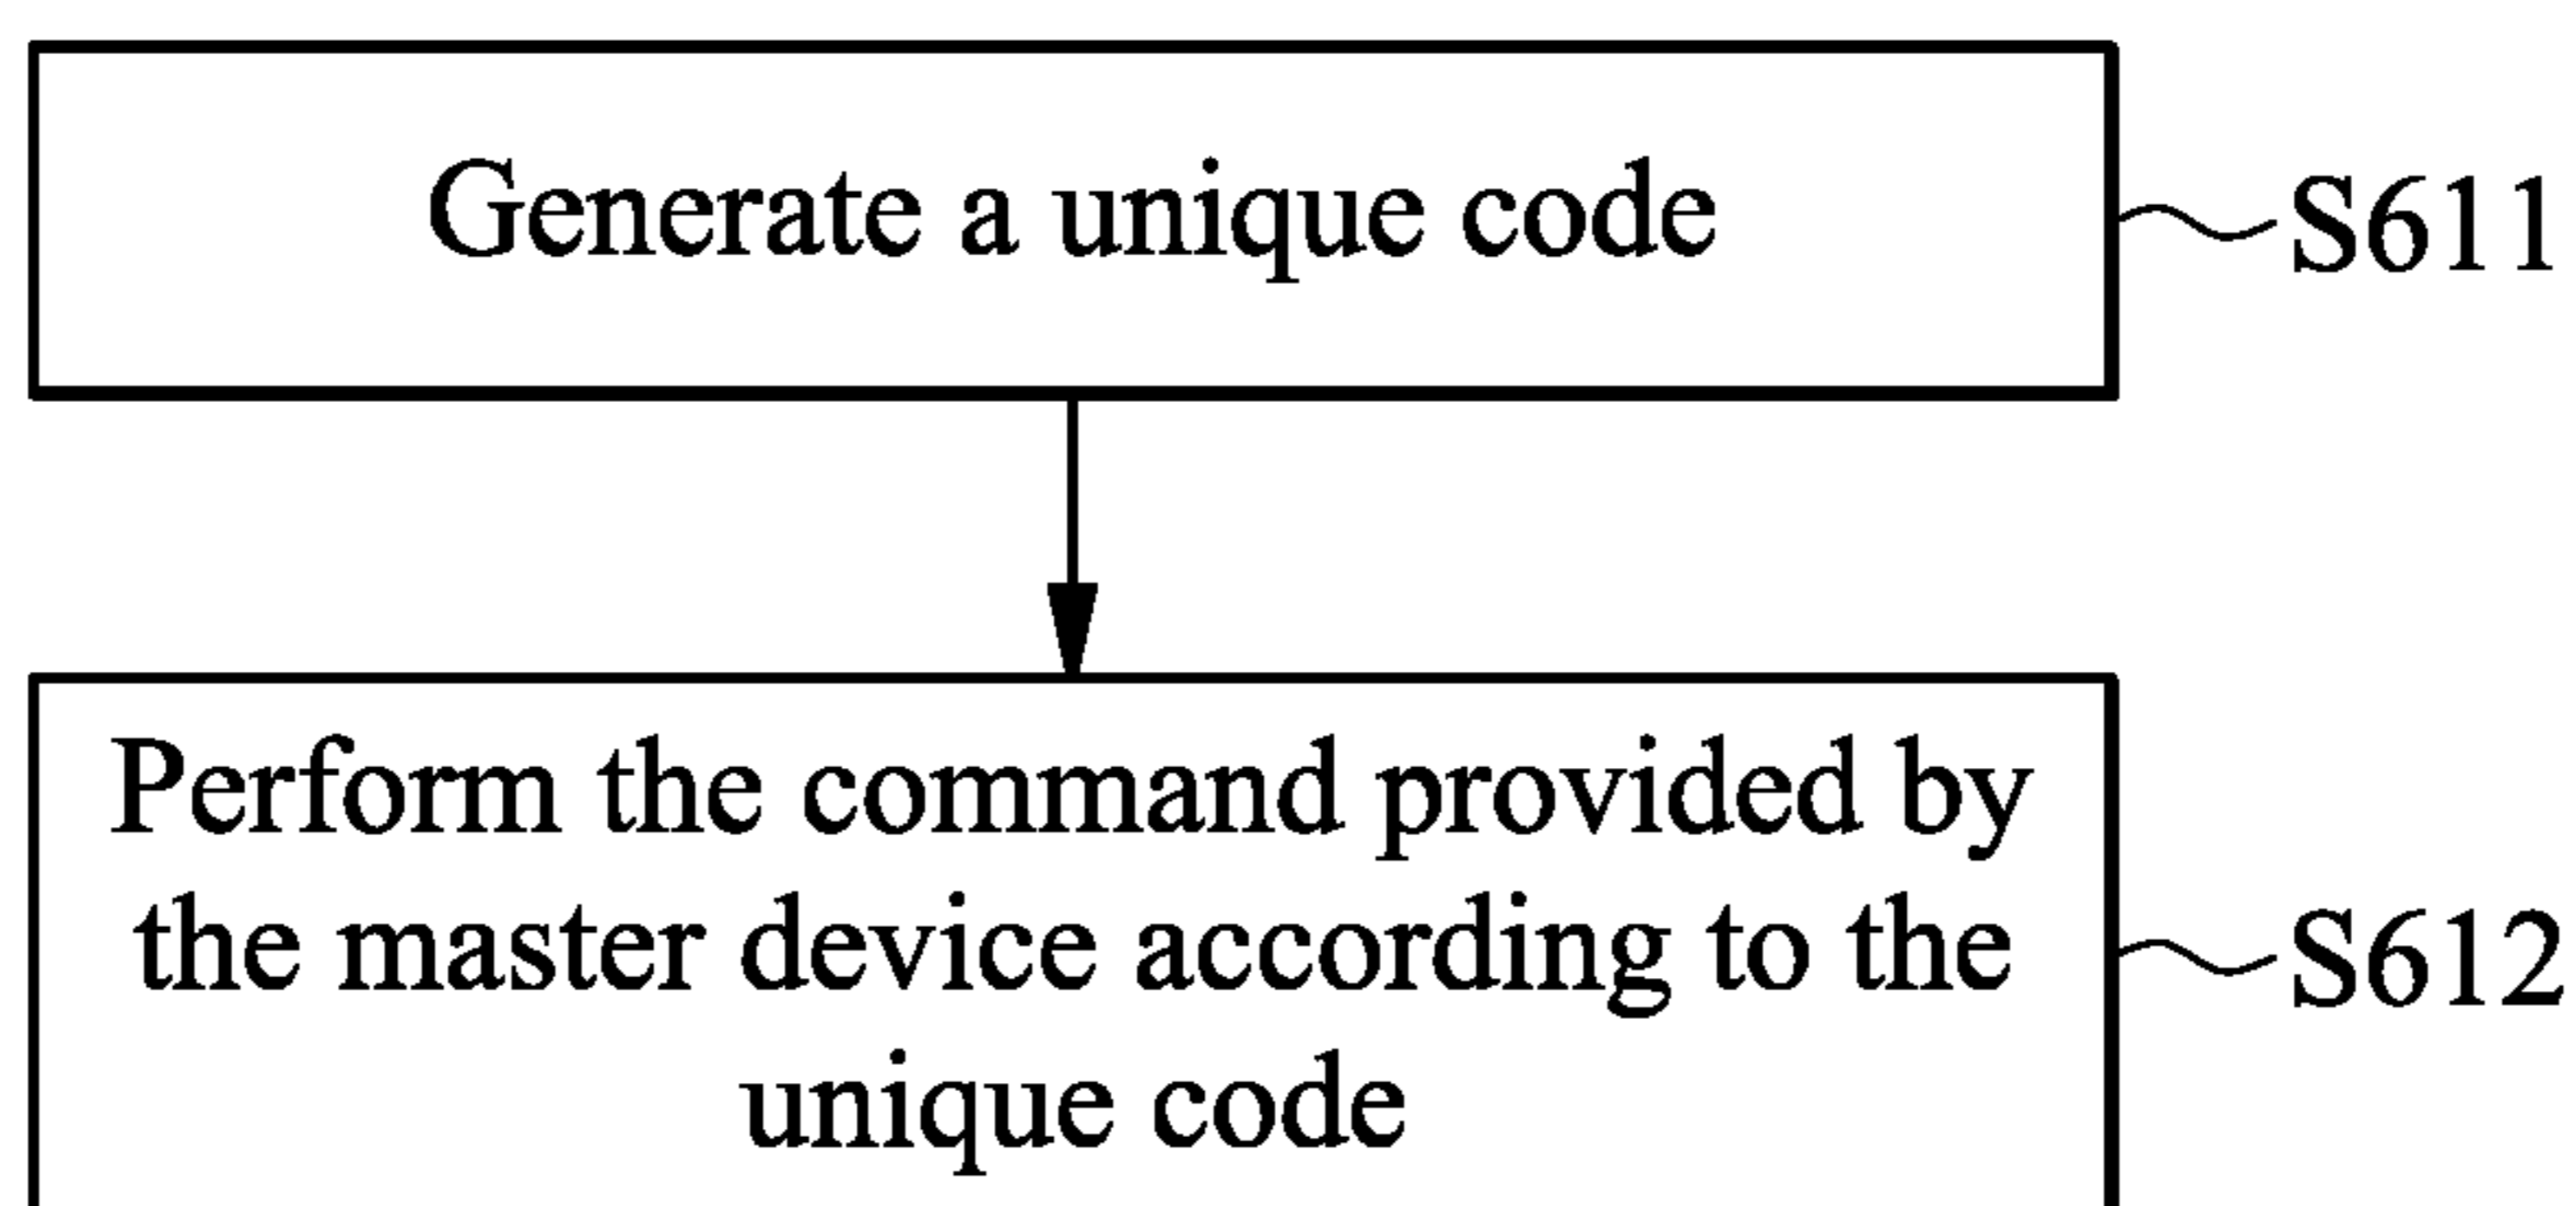 Generate a unique code
S611
Perform the command provided by
the master device according to the
unique code
S612